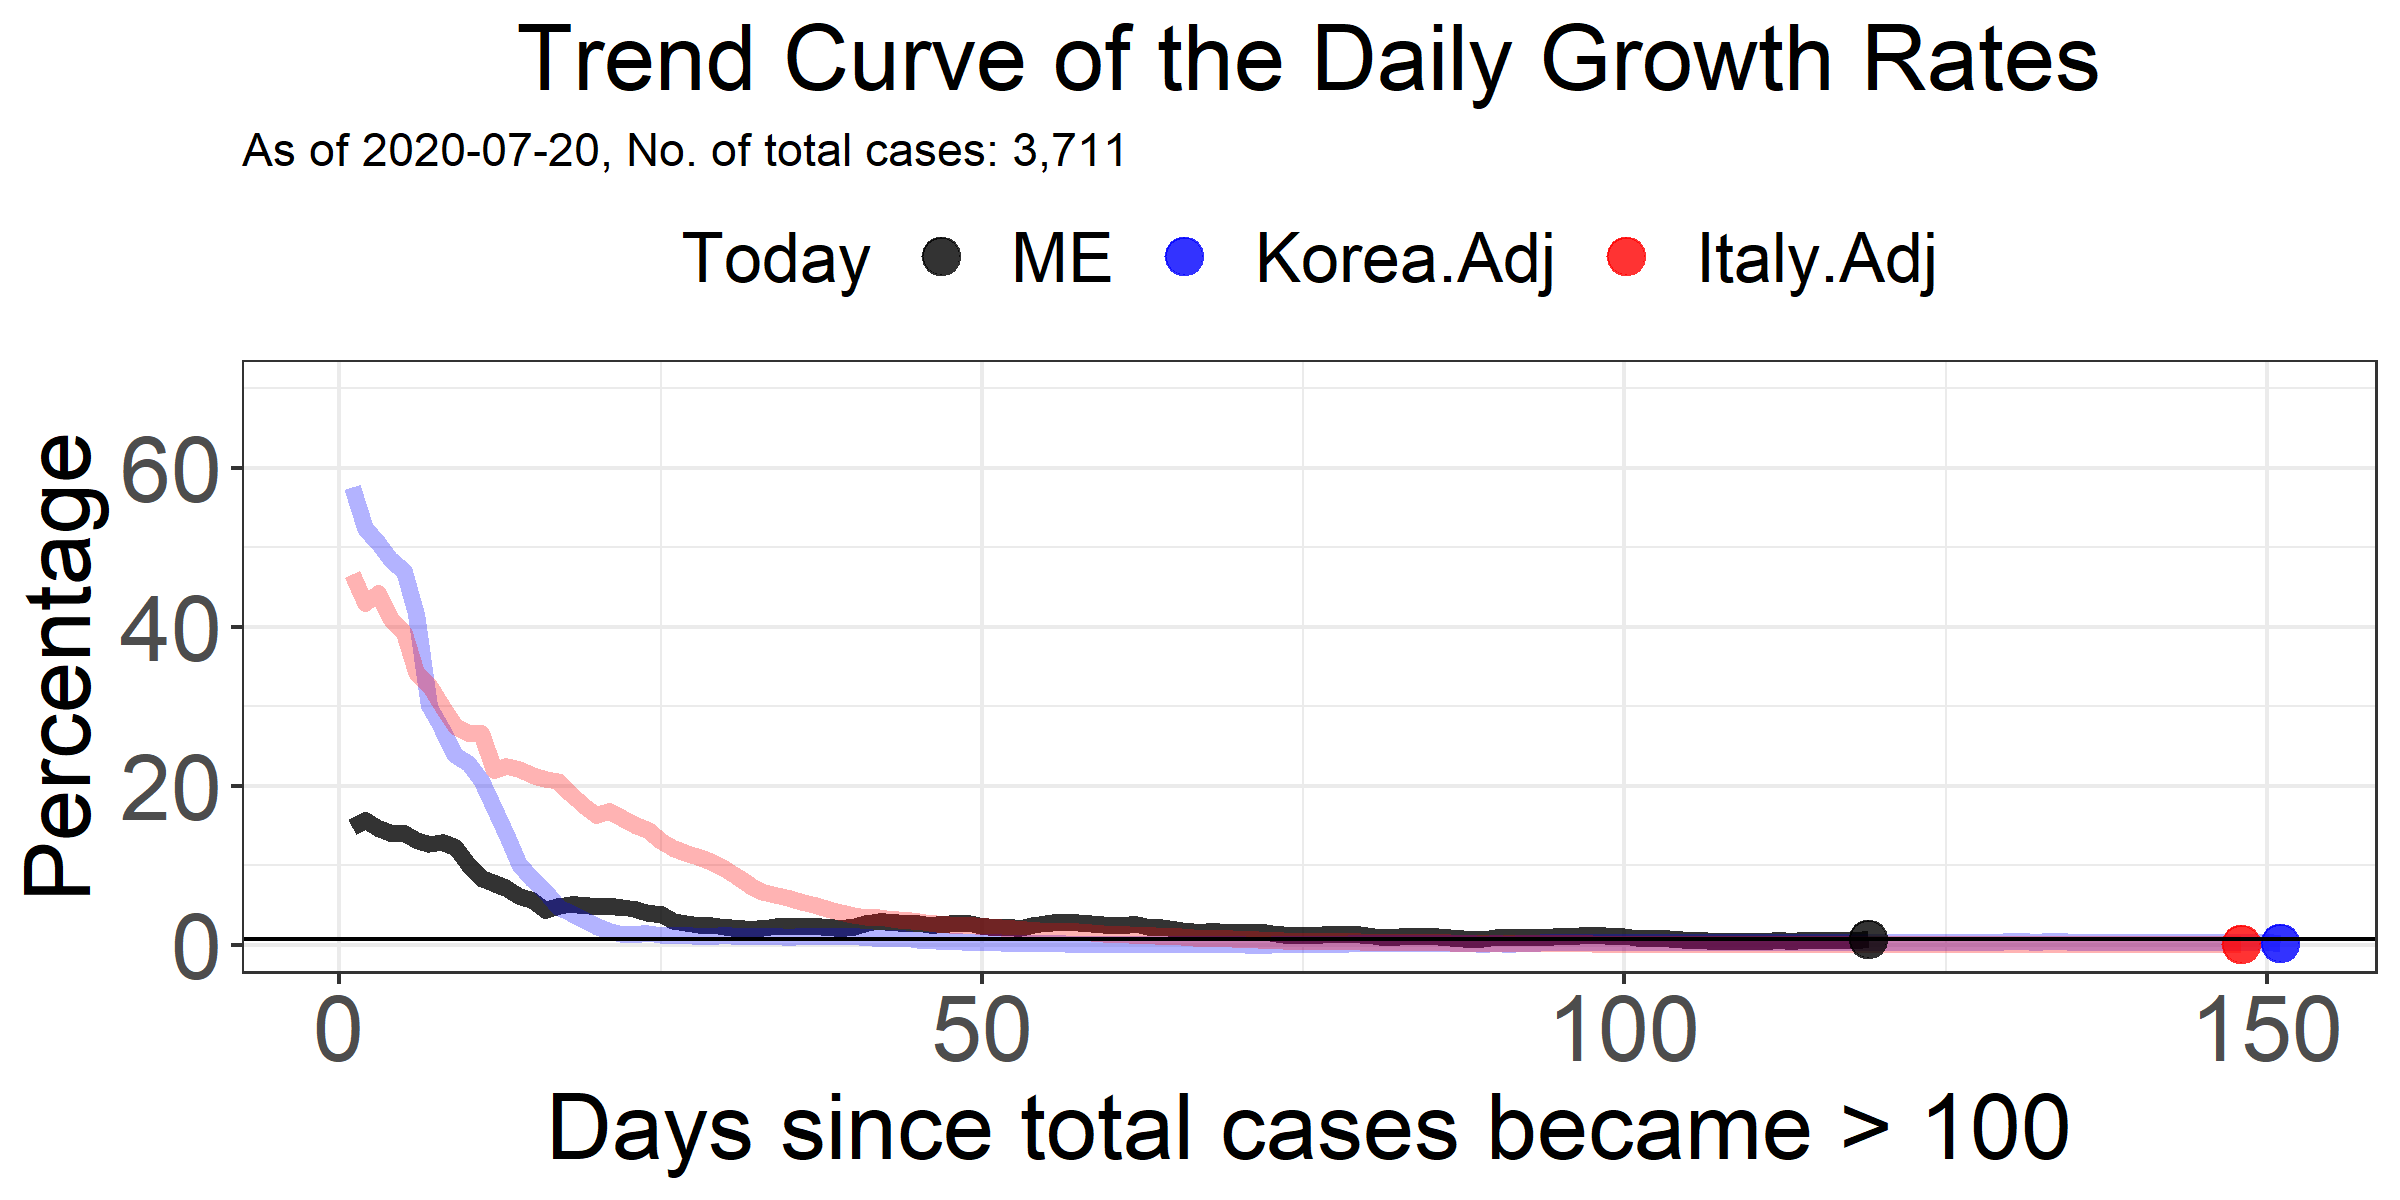 Trend Curve of the Daily Growth Rates
As of 2020-07-20, No. of total cases: 3,711
Today ME Korea.Adj Italy.Adj
Percentage
60
40
20
0
0 50 100 150
Days since total cases became > 100